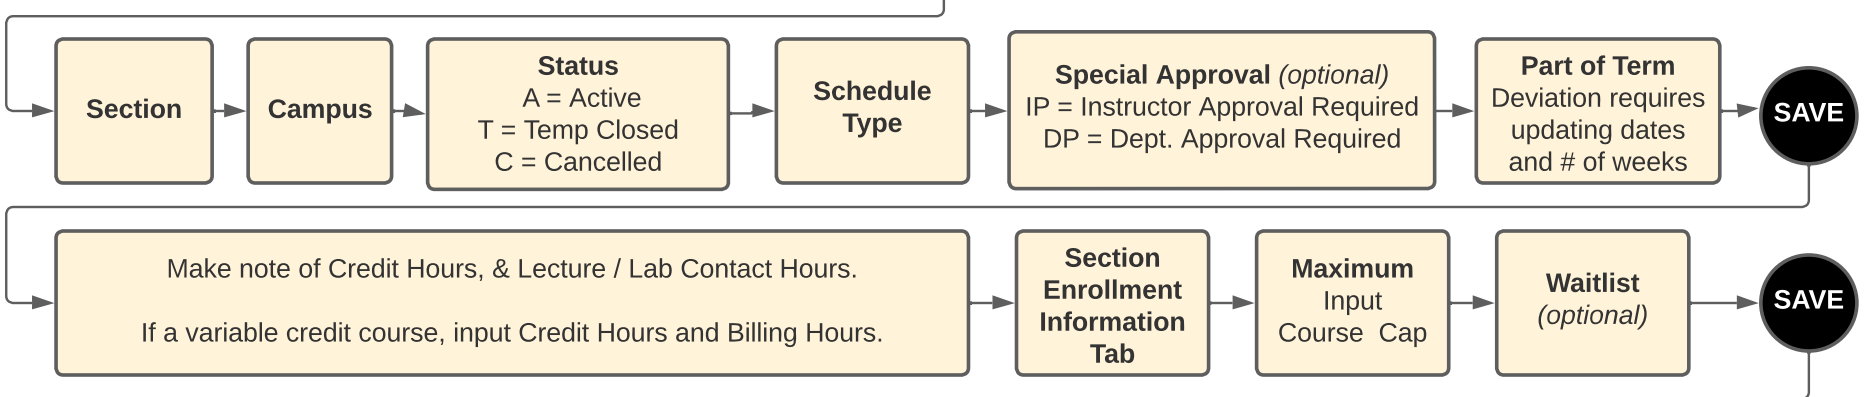 Section
Campus
Status
A = Active
T = Temp Closed
C = Cancelled
Schedule
Type
Special Approval (optional)
IP = Instructor Approval Required
DP = Dept. Approval Required
Part of Term
Deviation requires
updating dates
and # of weeks
SAVE
Make note of Credit Hours, & Lecture / Lab Contact Hours.
If a variable credit course, input Credit Hours and Billing Hours.
Section
Enrollment
Information
Tab
Maximum
Input
Course  Cap
Waitlist
(optional)
SAVE